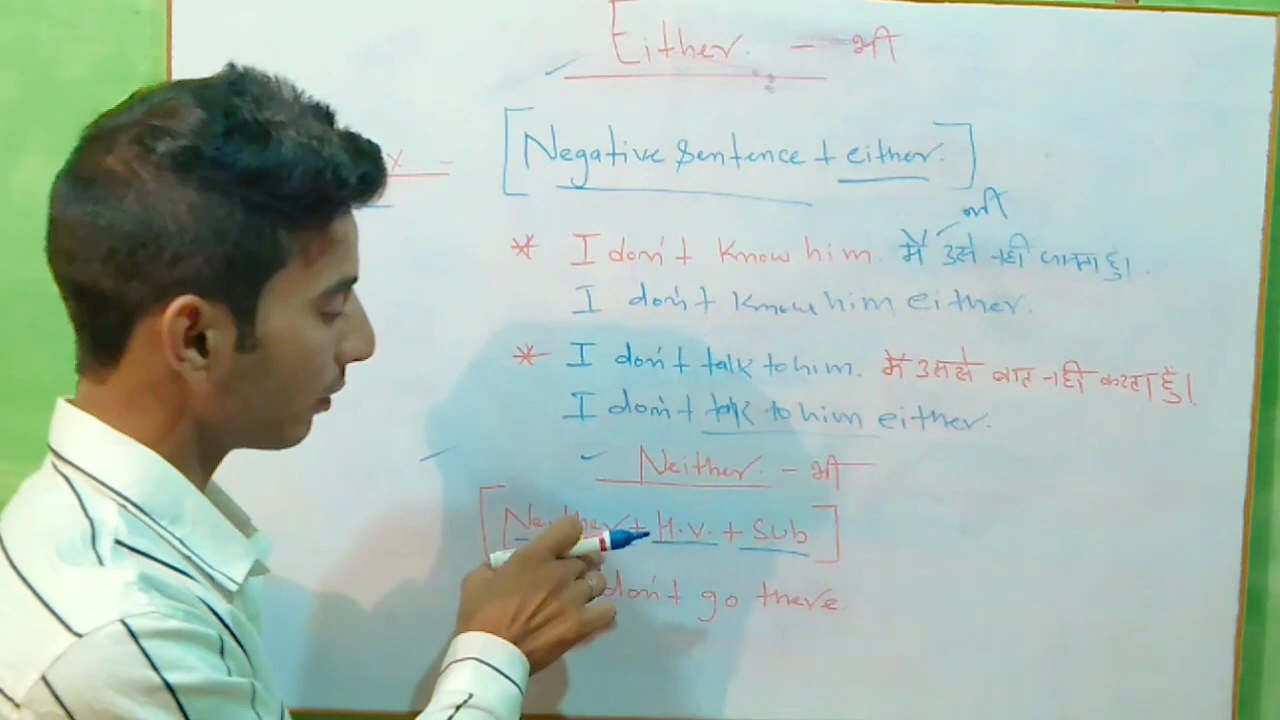 Either. - भी
x -
[Negative Sentence + either.]
भी
* I don't know him. मैं उसे नही जानता हुँ।
I don't know him either.
* I don't talk to him. मैं उससे बात नही करता हुँ।
I don't talk to him either.
Neither. - भी
[Neither + H.V. + Sub]
don't go there